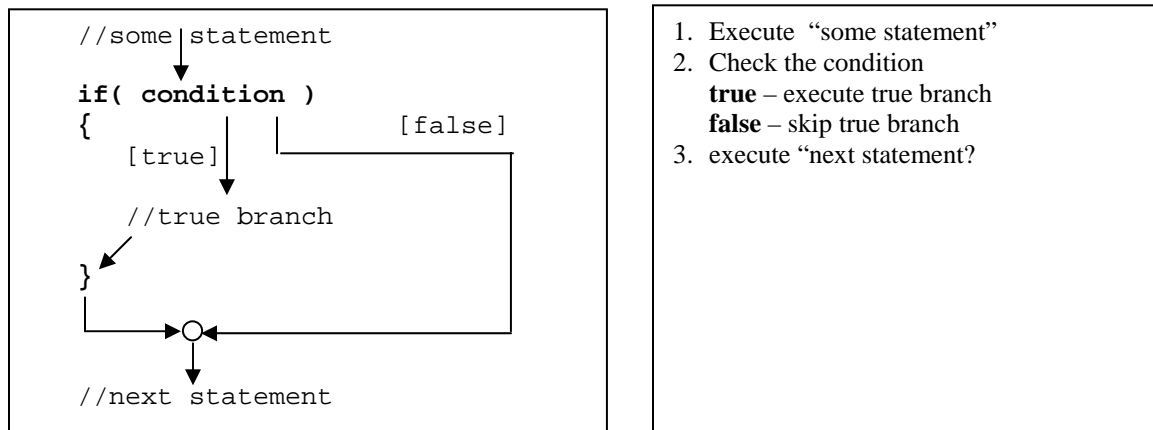 //some statement
if( condition )
{ [false]
[true]
//true branch
}
//next statement
1. Execute “some statement”
2. Check the condition
true – execute true branch
false – skip true branch
3. execute “next statement?